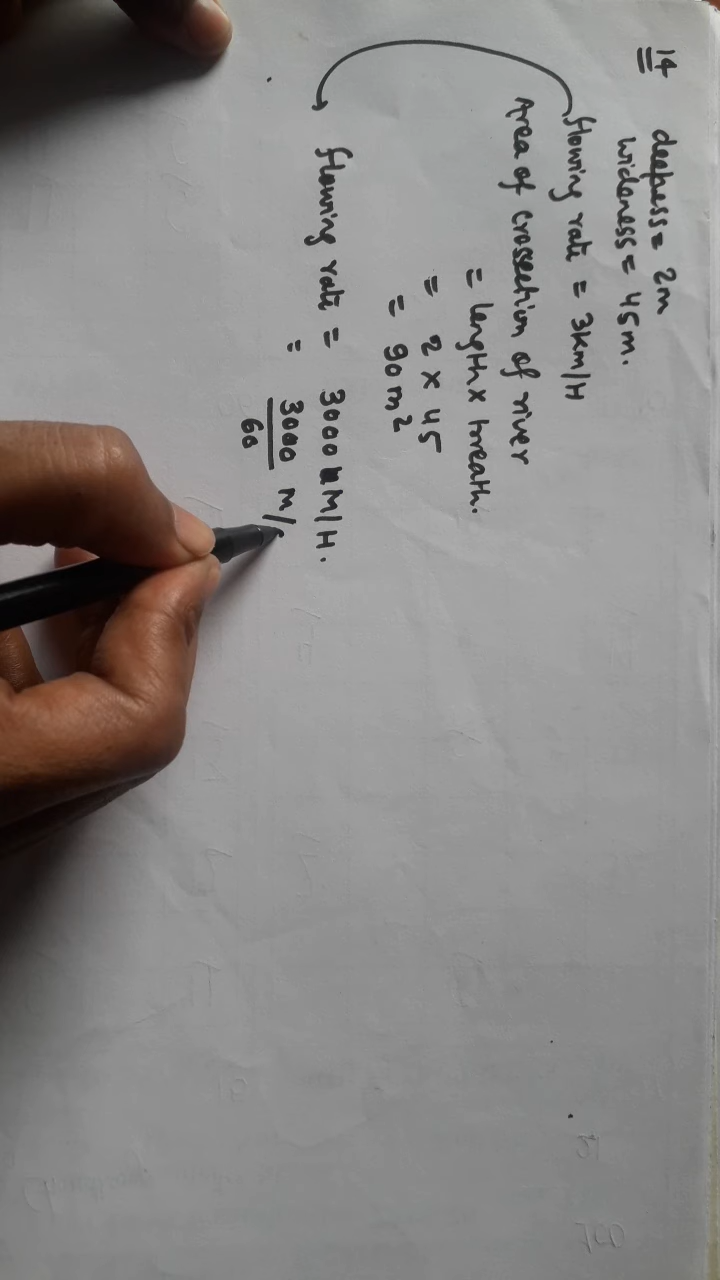 14
deepess = 2m
wideness = 45m.
flowing rate = 3km/H
Area of crossection of river
= length x breath.
= 2 x 45
= 90 m²
flowing rate = 3000 M/H.
= 3000/60 m/